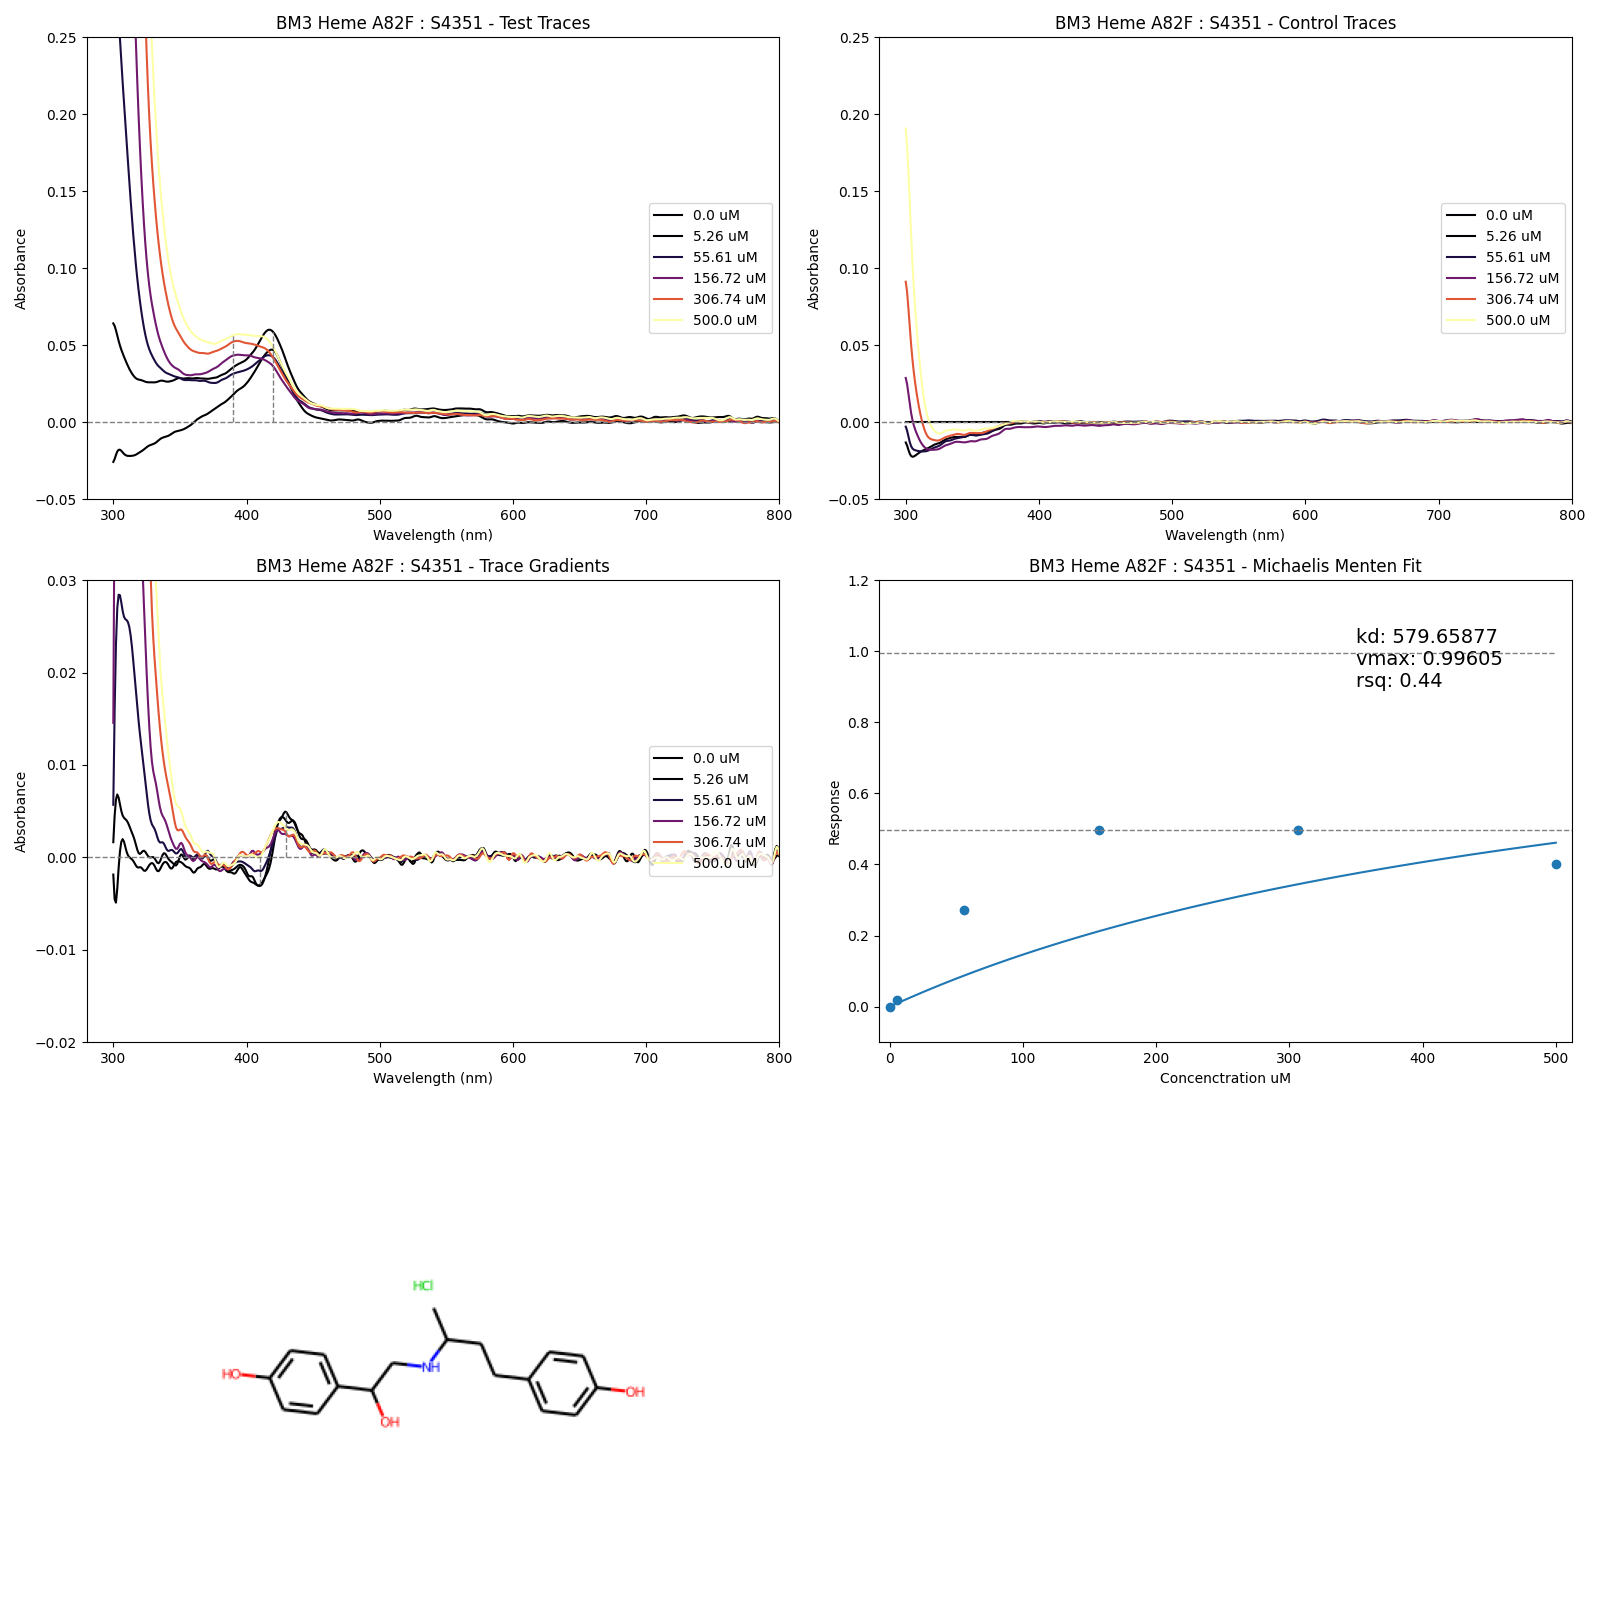 BM3 Heme A82F : S4351 - Test Traces
0.25
0.20
0.15
0.10
0.05
0.00
−0.05
Absorbance
300
400
500
600
700
800
Wavelength (nm)
0.0 uM
5.26 uM
55.61 uM
156.72 uM
306.74 uM
500.0 uM
BM3 Heme A82F : S4351 - Control Traces
0.25
0.20
0.15
0.10
0.05
0.00
−0.05
Absorbance
300
400
500
600
700
800
Wavelength (nm)
0.0 uM
5.26 uM
55.61 uM
156.72 uM
306.74 uM
500.0 uM
BM3 Heme A82F : S4351 - Trace Gradients
0.03
0.02
0.01
0.00
−0.01
−0.02
Absorbance
300
400
500
600
700
800
Wavelength (nm)
0.0 uM
5.26 uM
55.61 uM
156.72 uM
306.74 uM
500.0 uM
BM3 Heme A82F : S4351 - Michaelis Menten Fit
1.2
1.0
0.8
0.6
0.4
0.2
0.0
Response
0
100
200
300
400
500
Concenctration uM
kd: 579.65877
vmax: 0.99605
rsq: 0.44
HCl
HO
NH
OH
OH